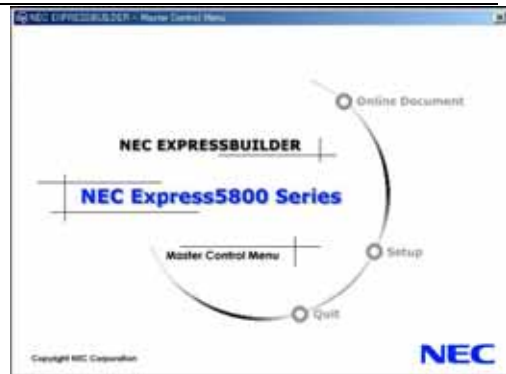 NEC EXPRESSBUILDER - Master Control Menu
Online Document
NEC EXPRESSBUILDER
NEC Express5800 Series
Master Control Menu
Setup
Quit
Copyright NEC Corporation
NEC